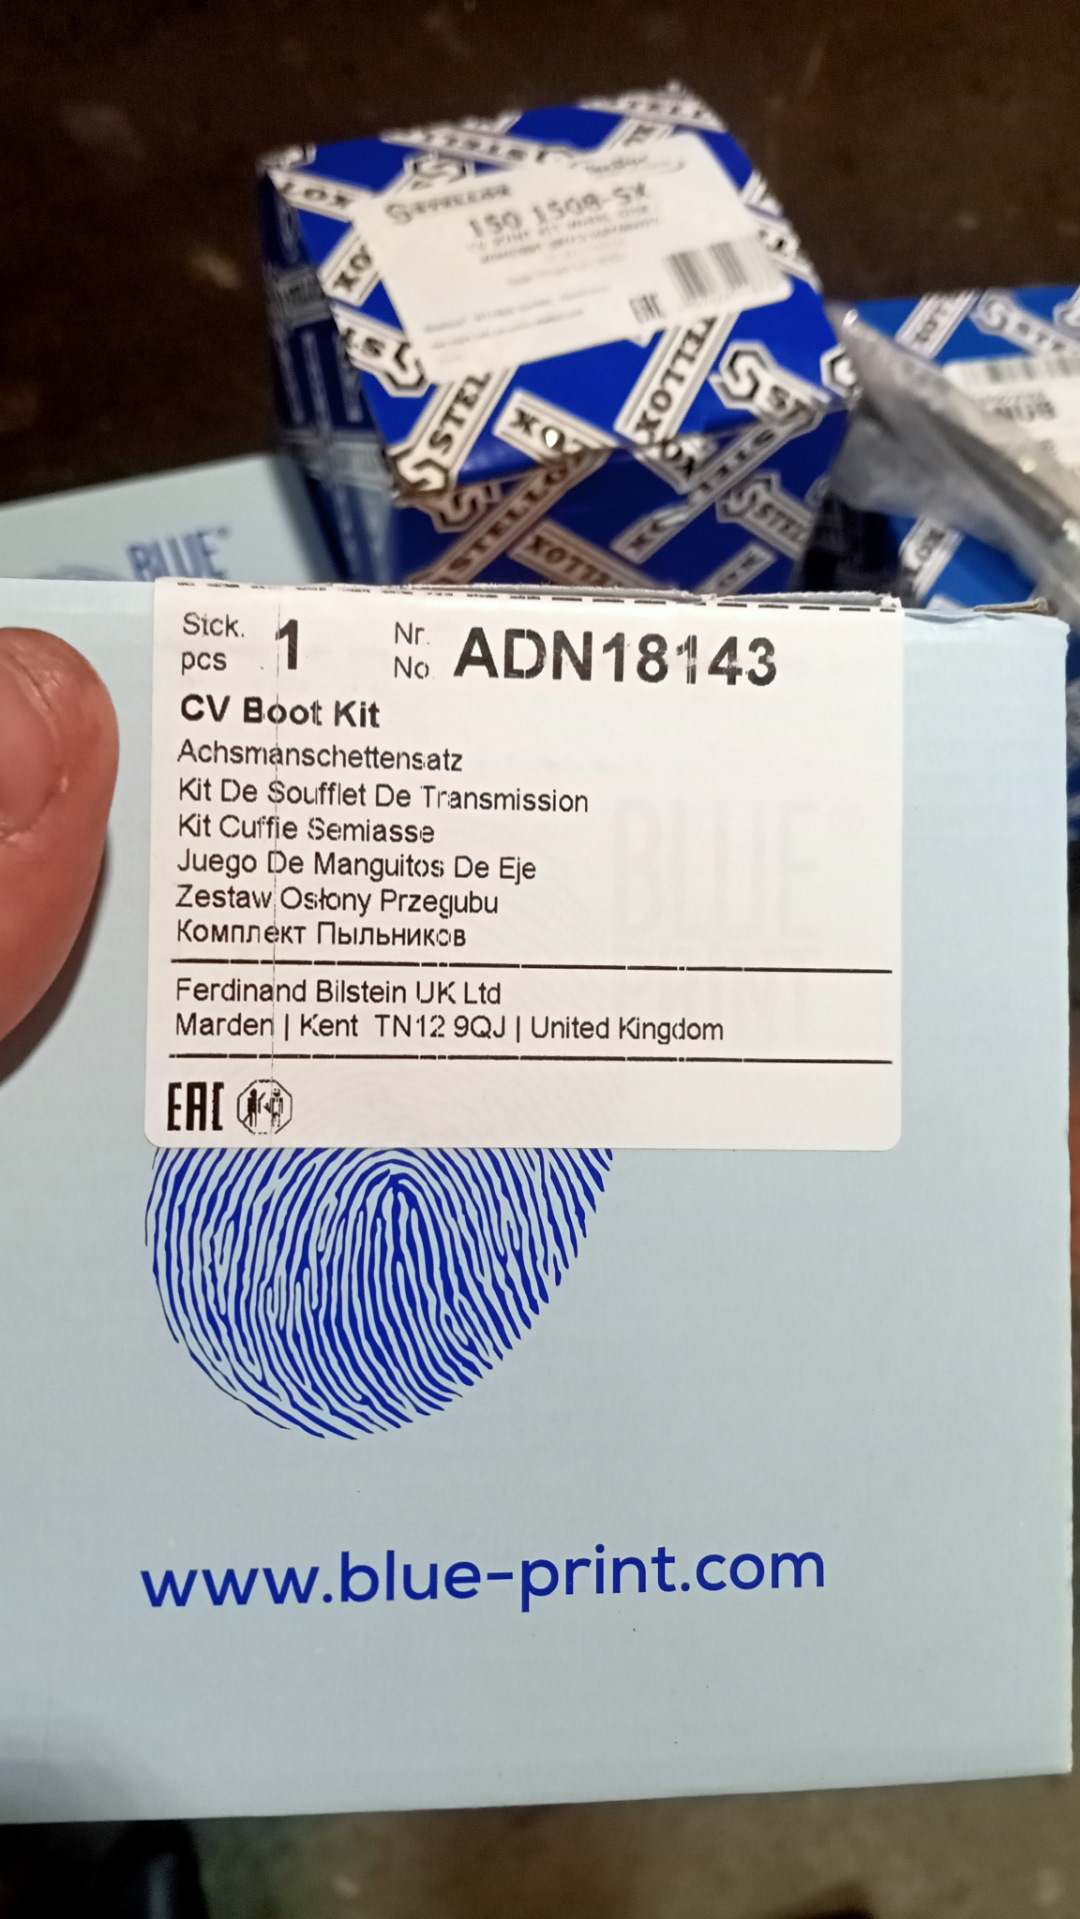 STELLOX
150 1508-SX
EAC
BLUE
Stck. 1 Nr.
pcs No ADN18143
CV Boot Kit
Achsmanschettensatz
Kit De Soufflet De Transmission
Kit Cuffie Semiasse
Juego De Manguitos De Eje
Zestaw Osłony Przegubu
Комплект Пыльников
Ferdinand Bilstein UK Ltd
Marden | Kent TN12 9QJ | United Kingdom
EAC
www.blue-print.com